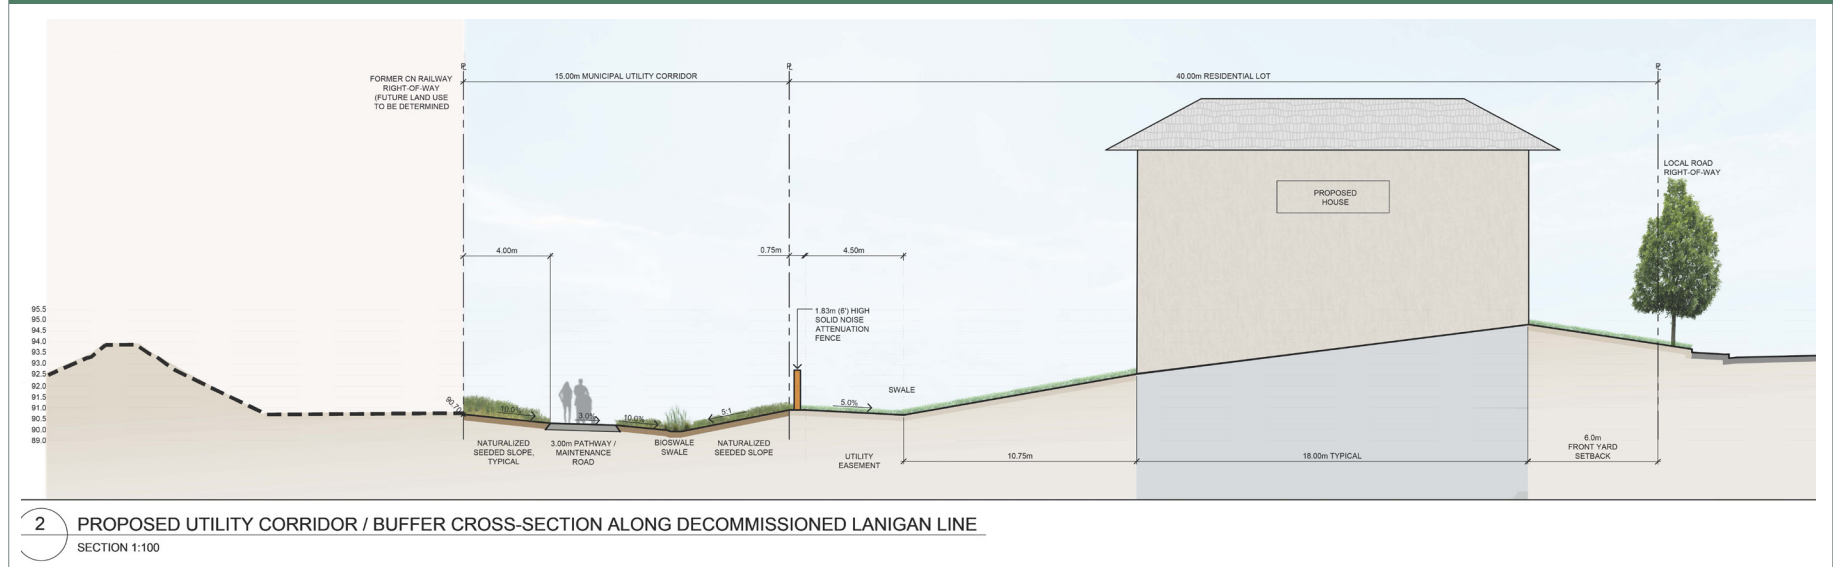 FORMER CN RAILWAY
RIGHT-OF-WAY
(FUTURE LAND USE
TO BE DETERMINED
15.00m MUNICIPAL UTILITY CORRIDOR
40.00m RESIDENTIAL LOT
PROPOSED
HOUSE
LOCAL ROAD
RIGHT-OF-WAY
4.00m
0.75m
4.50m
1.83m (6') HIGH
SOLID NOISE
ATTENUATION
FENCE
95.5
95.0
94.5
94.0
93.5
93.0
92.5
92.0
91.5
91.0
90.5
90.0
89.0
90.70
10.0%
3.0%
10.0%
5:1
5.0%
SWALE
NATURALIZED
SEEDED SLOPE,
TYPICAL
3.00m PATHWAY /
MAINTENANCE
ROAD
BIOSWALE
SWALE
NATURALIZED
SEEDED SLOPE
UTILITY
EASEMENT
10.75m
18.00m TYPICAL
6.0m
FRONT YARD
SETBACK
2
PROPOSED UTILITY CORRIDOR / BUFFER CROSS-SECTION ALONG DECOMMISSIONED LANIGAN LINE
SECTION 1:100